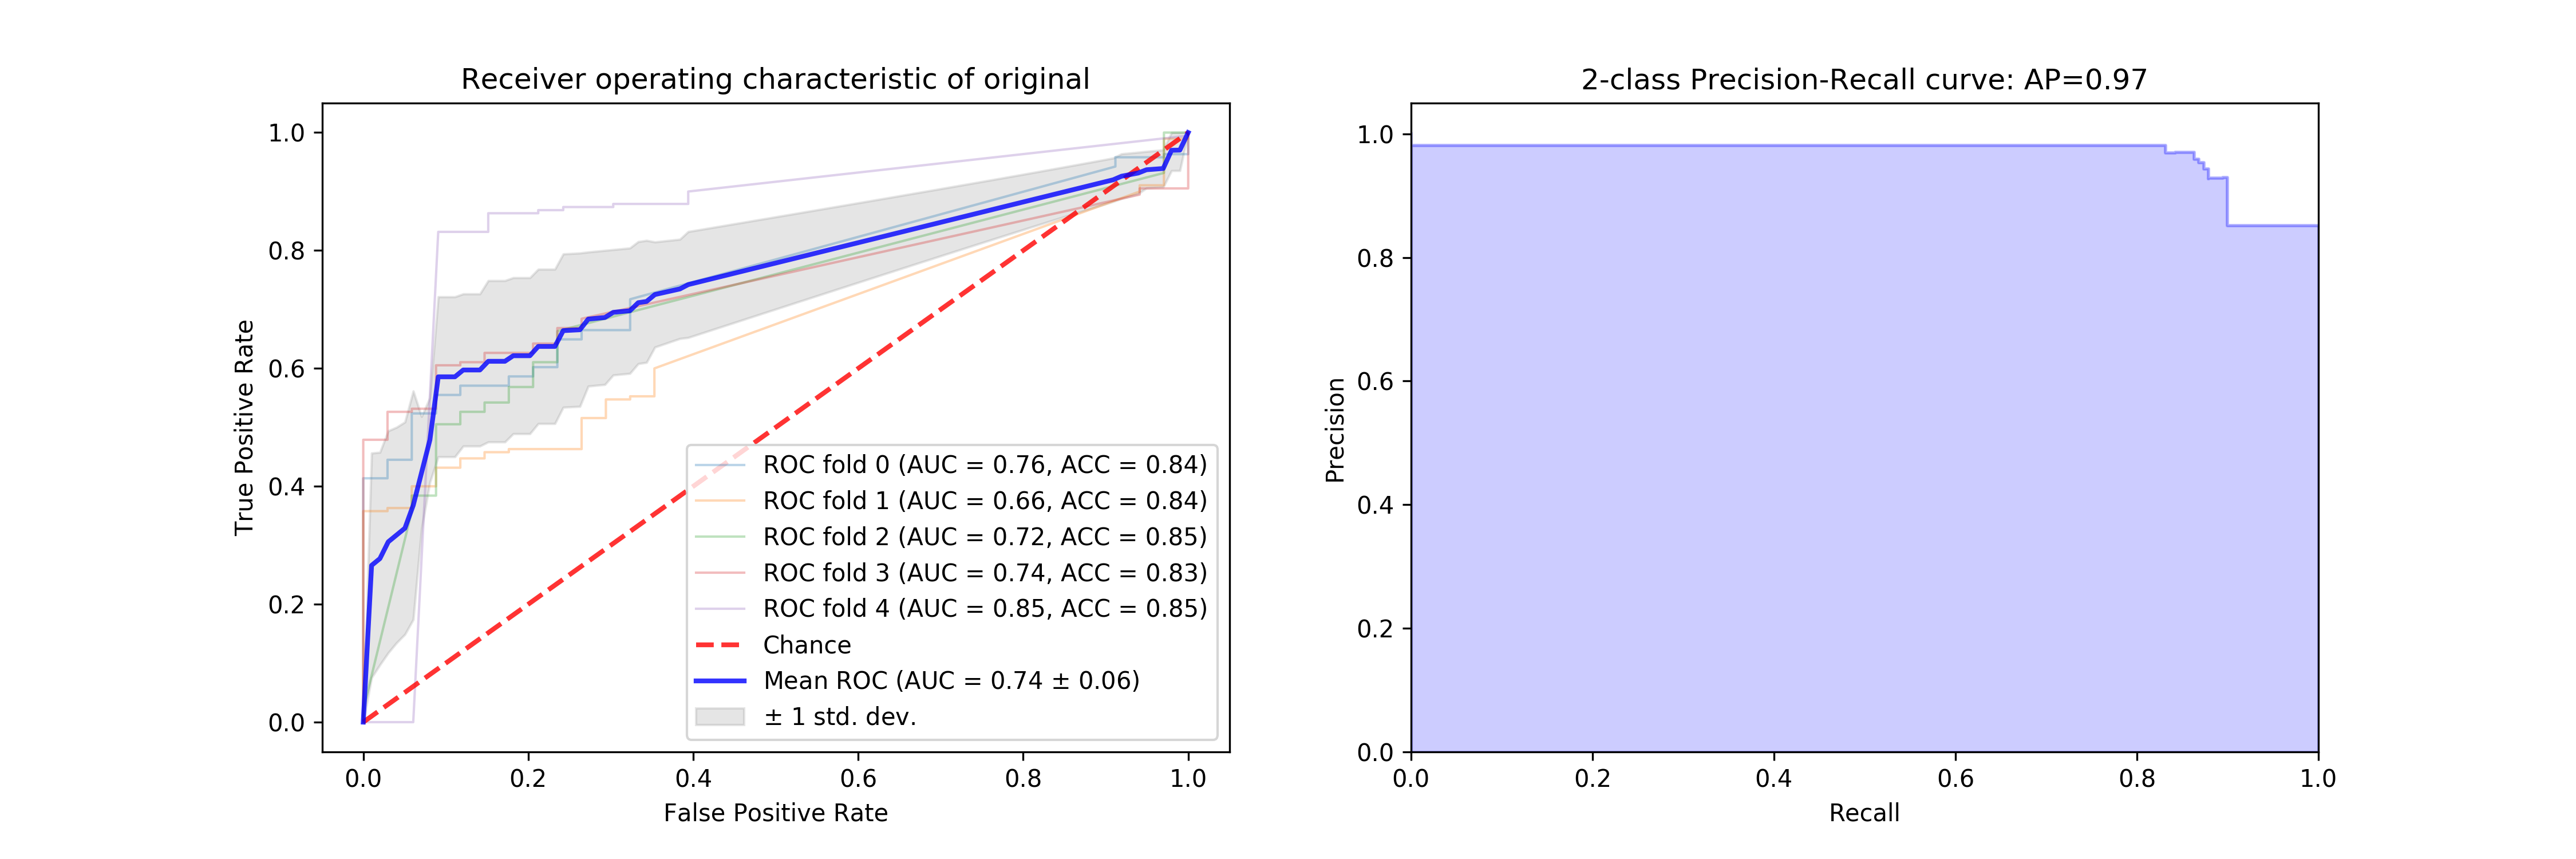 Receiver operating characteristic of original
True Positive Rate
1.0
0.8
0.6
0.4
0.2
0.0
ROC fold 0 (AUC = 0.76, ACC = 0.84)
ROC fold 1 (AUC = 0.66, ACC = 0.84)
ROC fold 2 (AUC = 0.72, ACC = 0.85)
ROC fold 3 (AUC = 0.74, ACC = 0.83)
ROC fold 4 (AUC = 0.85, ACC = 0.85)
Chance
Mean ROC (AUC = 0.74 ± 0.06)
± 1 std. dev.
0.0 0.2 0.4 0.6 0.8 1.0
False Positive Rate
2-class Precision-Recall curve: AP=0.97
Precision
1.0
0.8
0.6
0.4
0.2
0.0
0.0 0.2 0.4 0.6 0.8 1.0
Recall